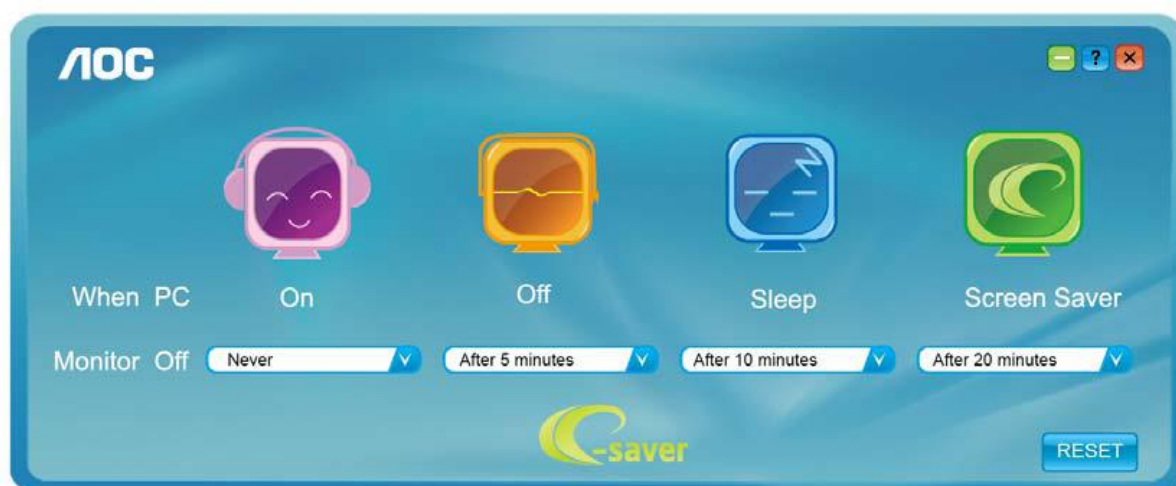 AOC
?
When PC On Off Sleep Screen Saver
Monitor Off Never After 5 minutes After 10 minutes After 20 minutes
e-saver
RESET